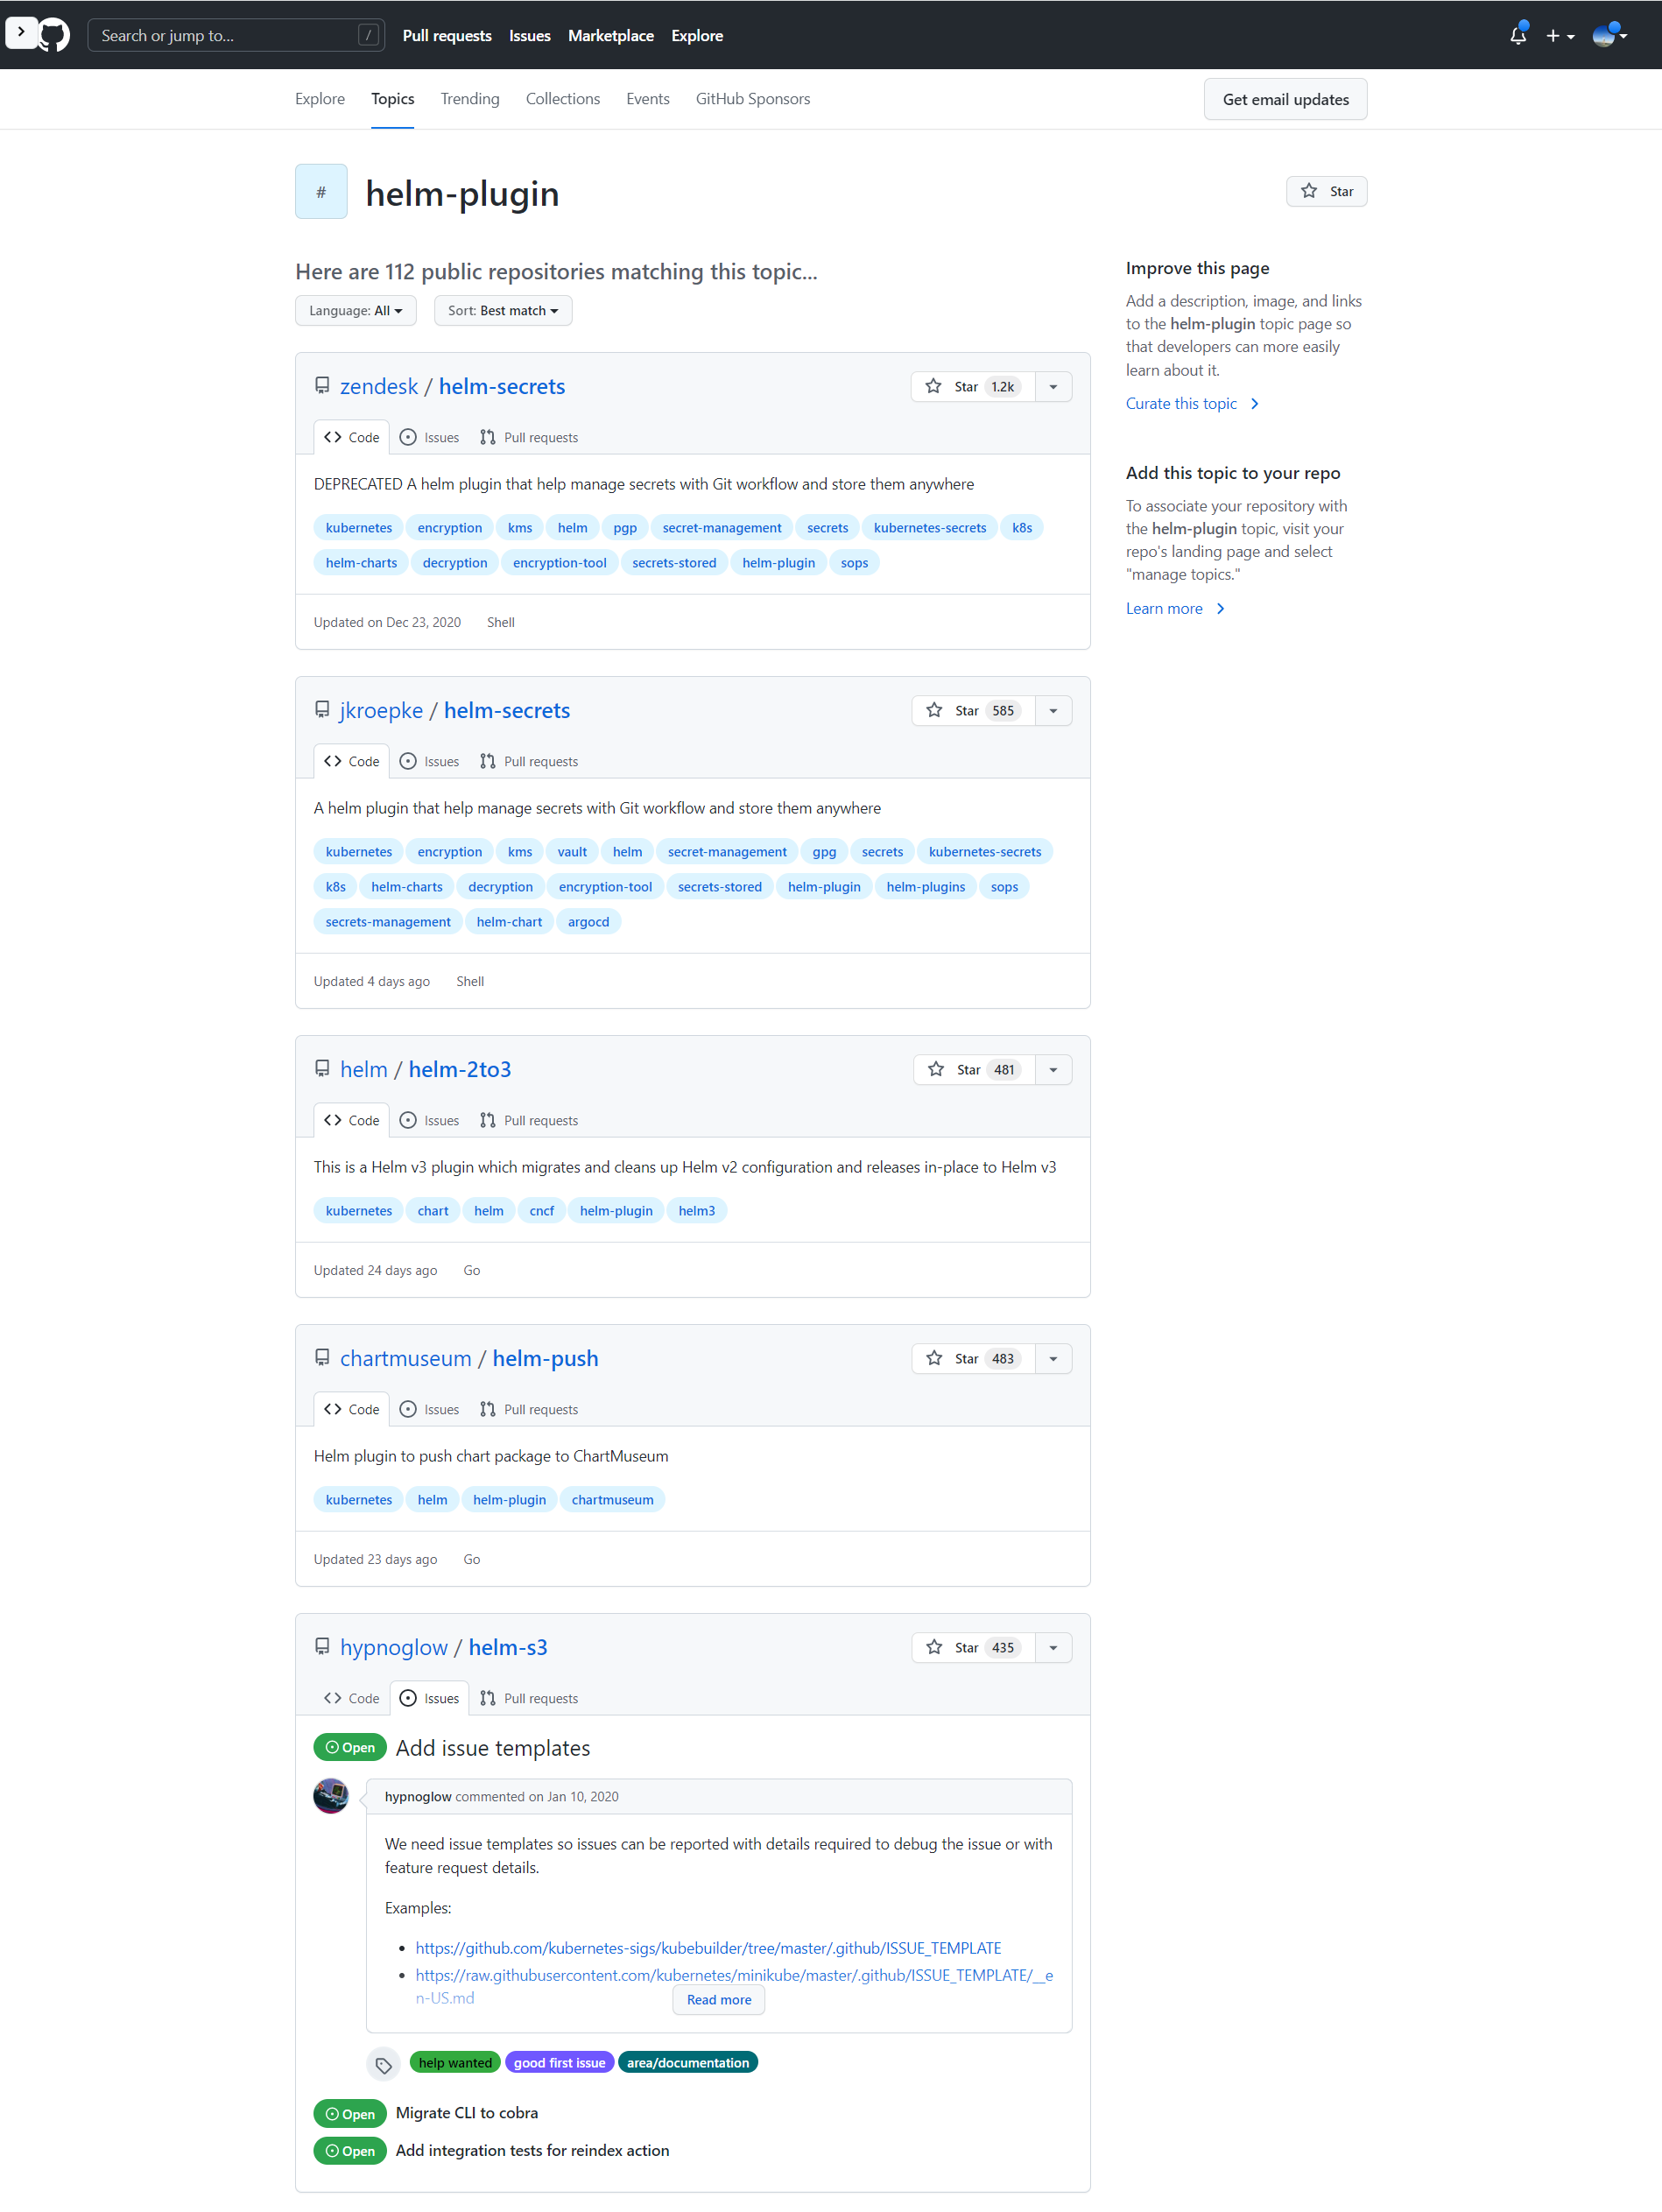 Search or jump to... /
Pull requests Issues Marketplace Explore
Explore Topics Trending Collections Events GitHub Sponsors
Get email updates
# helm-plugin
Star
Here are 112 public repositories matching this topic...
Language: All
Sort: Best match
zendesk / helm-secrets
Star 1.2k
Code Issues Pull requests
DEPRECATED A helm plugin that help manage secrets with Git workflow and store them anywhere
kubernetes encryption kms helm pgp secret-management secrets kubernetes-secrets k8s
helm-charts decryption encryption-tool secrets-stored helm-plugin sops
Updated on Dec 23, 2020 Shell
jkroepke / helm-secrets
Star 585
Code Issues Pull requests
A helm plugin that help manage secrets with Git workflow and store them anywhere
kubernetes encryption kms vault helm secret-management gpg secrets kubernetes-secrets
k8s helm-charts decryption encryption-tool secrets-stored helm-plugin helm-plugins sops
secrets-management helm-chart argocd
Updated 4 days ago Shell
helm / helm-2to3
Star 481
Code Issues Pull requests
This is a Helm v3 plugin which migrates and cleans up Helm v2 configuration and releases in-place to Helm v3
kubernetes chart helm cncf helm-plugin helm3
Updated 24 days ago Go
chartmuseum / helm-push
Star 483
Code Issues Pull requests
Helm plugin to push chart package to ChartMuseum
kubernetes helm helm-plugin chartmuseum
Updated 23 days ago Go
hypnoglow / helm-s3
Star 435
Code Issues Pull requests
Open Add issue templates
hypnoglow commented on Jan 10, 2020
We need issue templates so issues can be reported with details required to debug the issue or with
feature request details.
Examples:
• https://github.com/kubernetes-sigs/kubebuilder/tree/master/.github/ISSUE_TEMPLATE
• https://raw.githubusercontent.com/kubernetes/minikube/master/.github/ISSUE_TEMPLATE/__e
n-US.md
Read more
help wanted good first issue area/documentation
Open Migrate CLI to cobra
Open Add integration tests for reindex action
Improve this page
Add a description, image, and links
to the helm-plugin topic page so
that developers can more easily
learn about it.
Curate this topic
Add this topic to your repo
To associate your repository with
the helm-plugin topic, visit your
repo's landing page and select
"manage topics."
Learn more